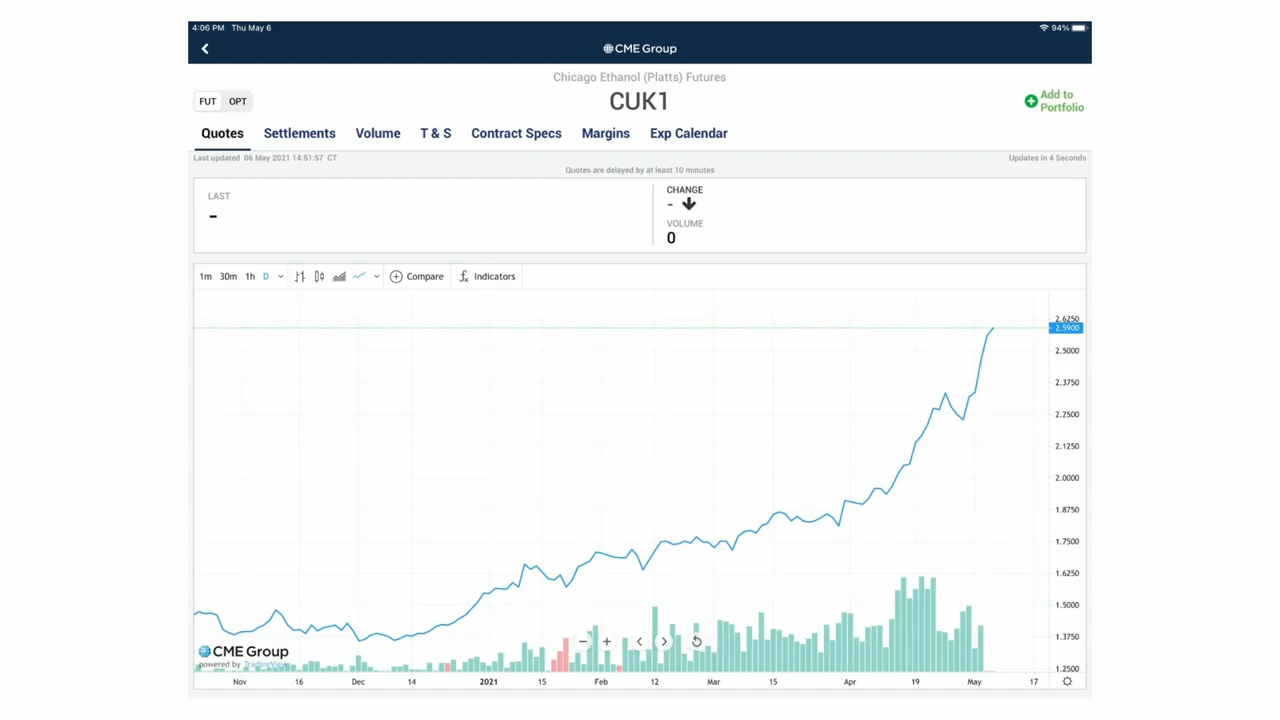 4:06 PM Thu May 6
94%
CME Group
Chicago Ethanol (Platts) Futures
FUT OPT
CUK1
Add to
Portfolio
Quotes Settlements Volume T & S Contract Specs Margins Exp Calendar
Last updated 06 May 2021 14:51:57 CT
Updates in 4 Seconds
Quotes are delayed by at least 10 minutes
LAST
-
CHANGE
-
VOLUME
0
1m 30m 1h D Compare Indicators
2.6250
2.5900
2.5000
2.3750
2.2500
2.1250
2.0000
1.8750
1.7500
1.6250
1.5000
1.3750
1.2500
CME Group
powered by TradingView
Nov 16 Dec 14 2021 15 Feb 12 Mar 15 Apr 19 May 17